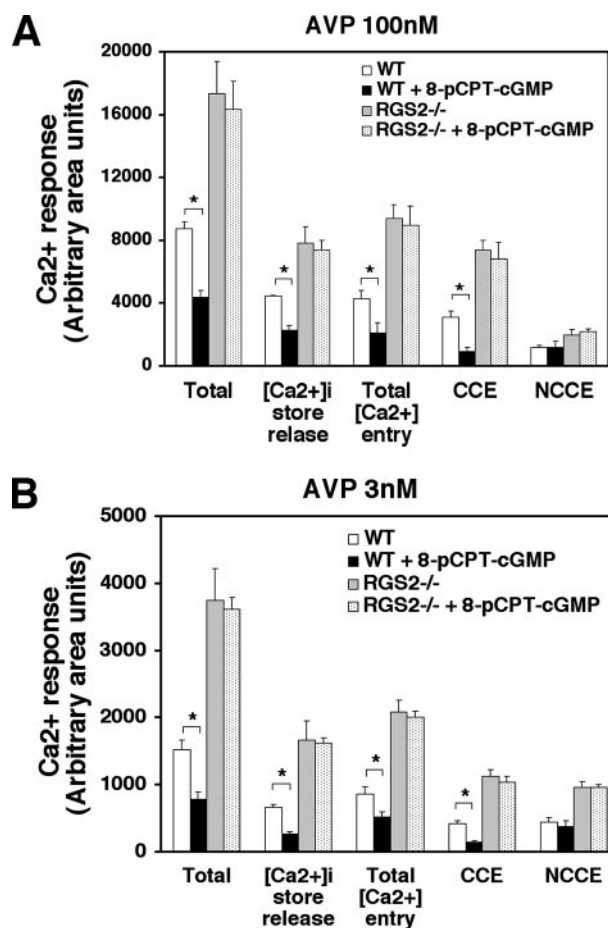 A
AVP 100nM
Ca2+ response
(Arbitrary area units)
20000
16000
12000
8000
4000
0
WT
WT + 8-pCPT-cGMP
RGS2-/-
RGS2-/- + 8-pCPT-cGMP
*
*
*
*
Total
[Ca2+]i
store
relase
Total
[Ca2+]
entry
CCE
NCCE
B
AVP 3nM
Ca2+ response
(Arbitrary area units)
5000
4000
3000
2000
1000
0
WT
WT + 8-pCPT-cGMP
RGS2-/-
RGS2-/- + 8-pCPT-cGMP
*
*
*
*
Total
[Ca2+]i
store
release
Total
[Ca2+]
entry
CCE
NCCE